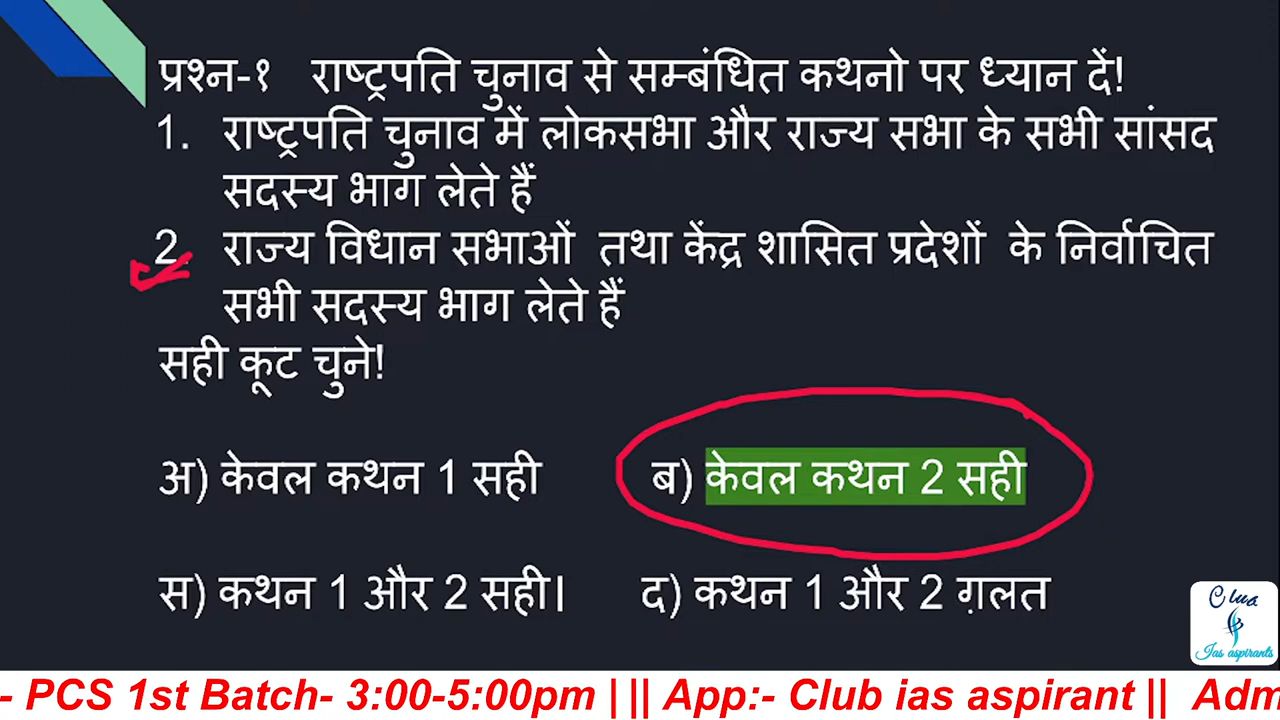 प्रश्न-१ राष्ट्रपति चुनाव से सम्बंधित कथनो पर ध्यान दें!
1. राष्ट्रपति चुनाव में लोकसभा और राज्य सभा के सभी सांसद
सदस्य भाग लेते हैं
2. राज्य विधान सभाओं तथा केंद्र शासित प्रदेशों के निर्वाचित
सभी सदस्य भाग लेते हैं
सही कूट चुने!
अ) केवल कथन 1 सही ब) केवल कथन 2 सही
स) कथन 1 और 2 सही। द) कथन 1 और 2 ग़लत
Club
Ias aspirants
- PCS 1st Batch- 3:00-5:00pm | || App:- Club ias aspirant || Adm